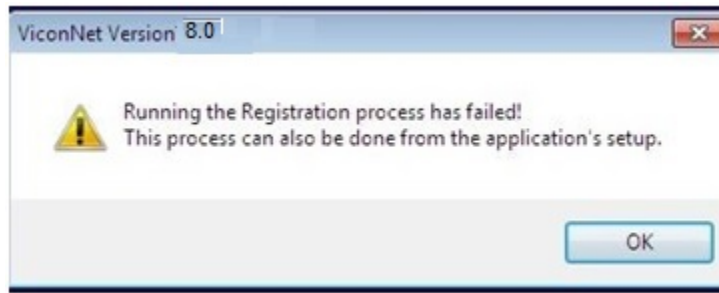 ViconNet Version 8.0
Running the Registration process has failed!
This process can also be done from the application's setup.
OK